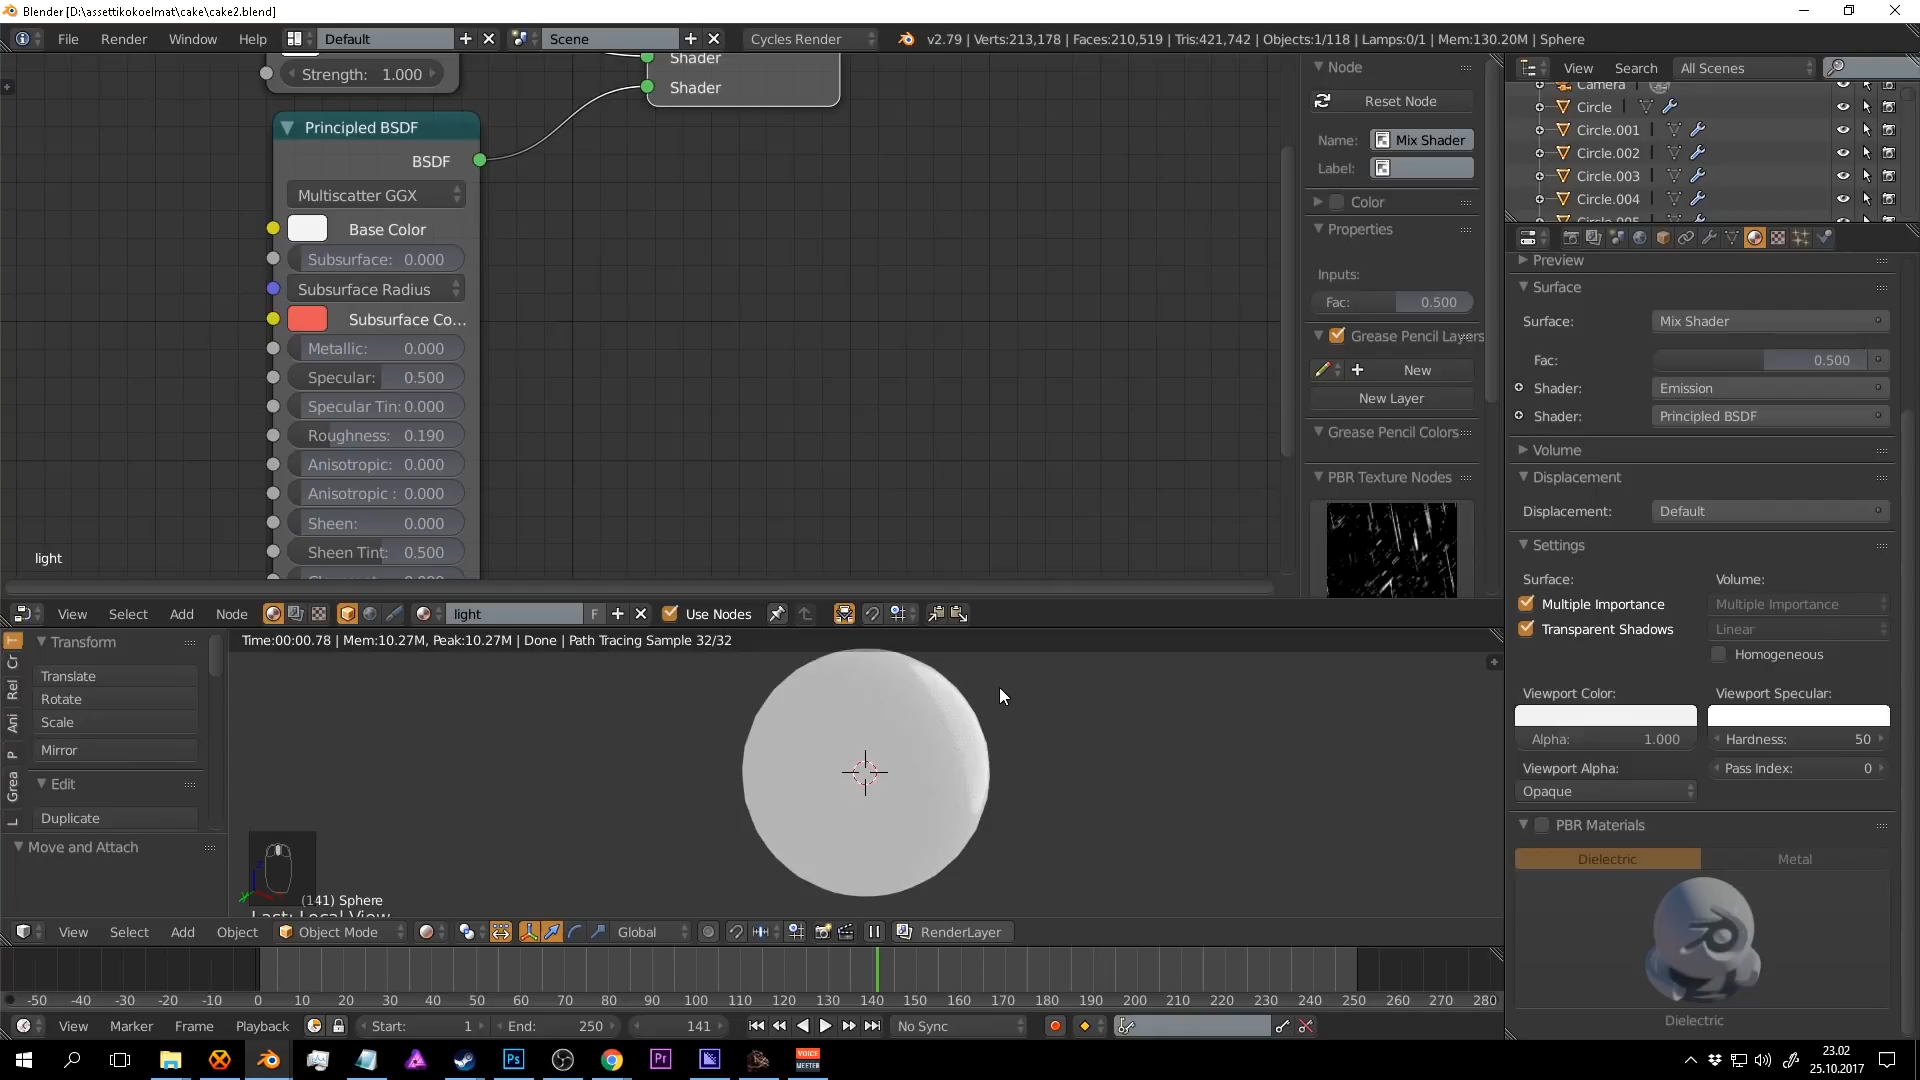 Blender [D:\assettikokoelmat\cake\cake2.blend]
File Render Window Help Default Scene Cycles Render v2.79 | Verts:213,178 | Faces:210,519 | Tris:421,742 | Objects:1/118 | Lamps:0/1 | Mem:130.20M | Sphere
Strength: 1.000
Shader
Shader
Principled BSDF
BSDF
Multiscatter GGX
Base Color
Subsurface: 0.000
Subsurface Radius
Subsurface Co...
Metallic: 0.000
Specular: 0.500
Specular Tin: 0.000
Roughness: 0.190
Anisotropic: 0.000
Anisotropic : 0.000
Sheen: 0.000
Sheen Tint: 0.500
light
Node
Reset Node
Name: Mix Shader
Label:
Color
Properties
Inputs:
Fac: 0.500
Grease Pencil Layers
New
New Layer
Grease Pencil Colors
PBR Texture Nodes
View Search All Scenes
Camera
Circle
Circle.001
Circle.002
Circle.003
Circle.004
Circle.005
Preview
Surface
Surface: Mix Shader
Fac: 0.500
Shader: Emission
Shader: Principled BSDF
Volume
Displacement
Displacement: Default
Settings
Surface: Volume:
Multiple Importance Multiple Importance
Transparent Shadows Linear
Homogeneous
Viewport Color: Viewport Specular:
Alpha: 1.000 Hardness: 50
Viewport Alpha: Pass Index: 0
Opaque
PBR Materials
Dielectric Metal
Dielectric
View Select Add Node light F Use Nodes
Transform
Translate
Rotate
Scale
Mirror
Edit
Duplicate
Move and Attach
T
Cr
Rel
Ani
P
Grea
L
Time:00:00.78 | Mem:10.27M, Peak:10.27M | Done | Path Tracing Sample 32/32
(141) Sphere
Last: Local View
View Select Add Object Object Mode Global RenderLayer
-50 -40 -30 -20 -10 0 10 20 30 40 50 60 70 80 90 100 110 120 130 140 150 160 170 180 190 200 210 220 230 240 250 260 270 280
View Marker Frame Playback Start: 1 End: 250 141 No Sync
Ps Pr VOICE MEETER
23.02
25.10.2017